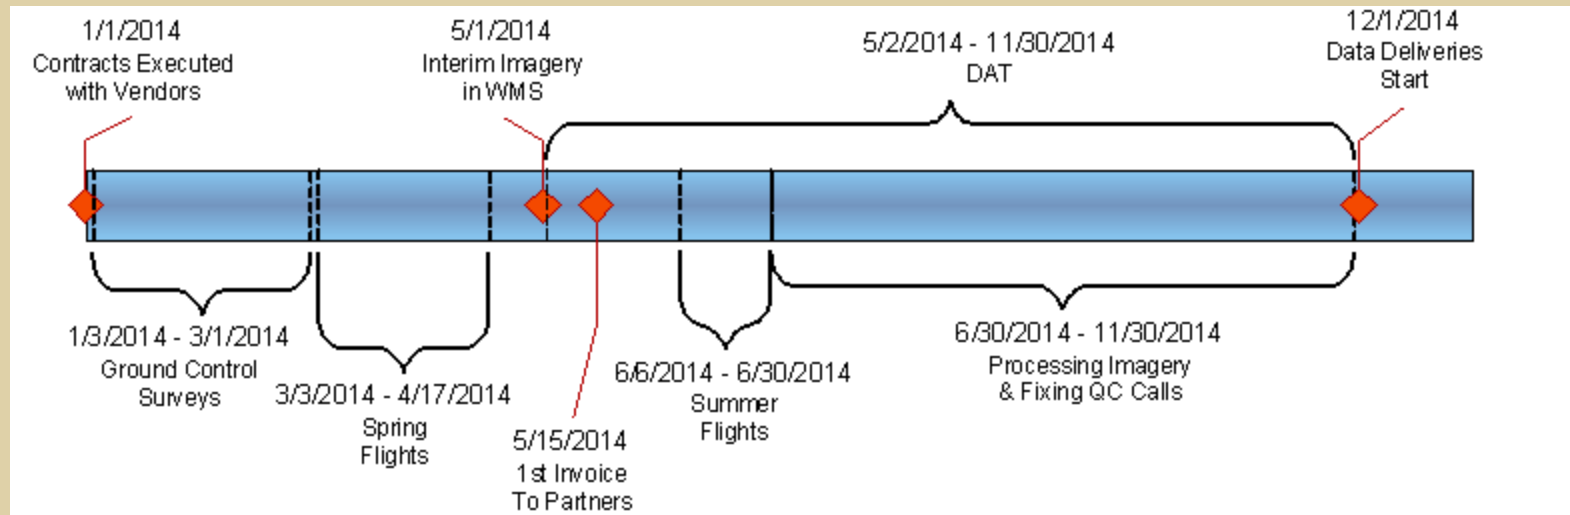 1/1/2014
Contracts Executed
with Vendors
5/1/2014
Interim Imagery
in WMS
5/2/2014 - 11/30/2014
DAT
12/1/2014
Data Deliveries
Start
1/3/2014 - 3/1/2014
Ground Control
Surveys
3/3/2014 - 4/17/2014
Spring
Flights
5/15/2014
1st Invoice
To Partners
6/6/2014 - 6/30/2014
Summer
Flights
6/30/2014 - 11/30/2014
Processing Imagery
& Fixing QC Calls